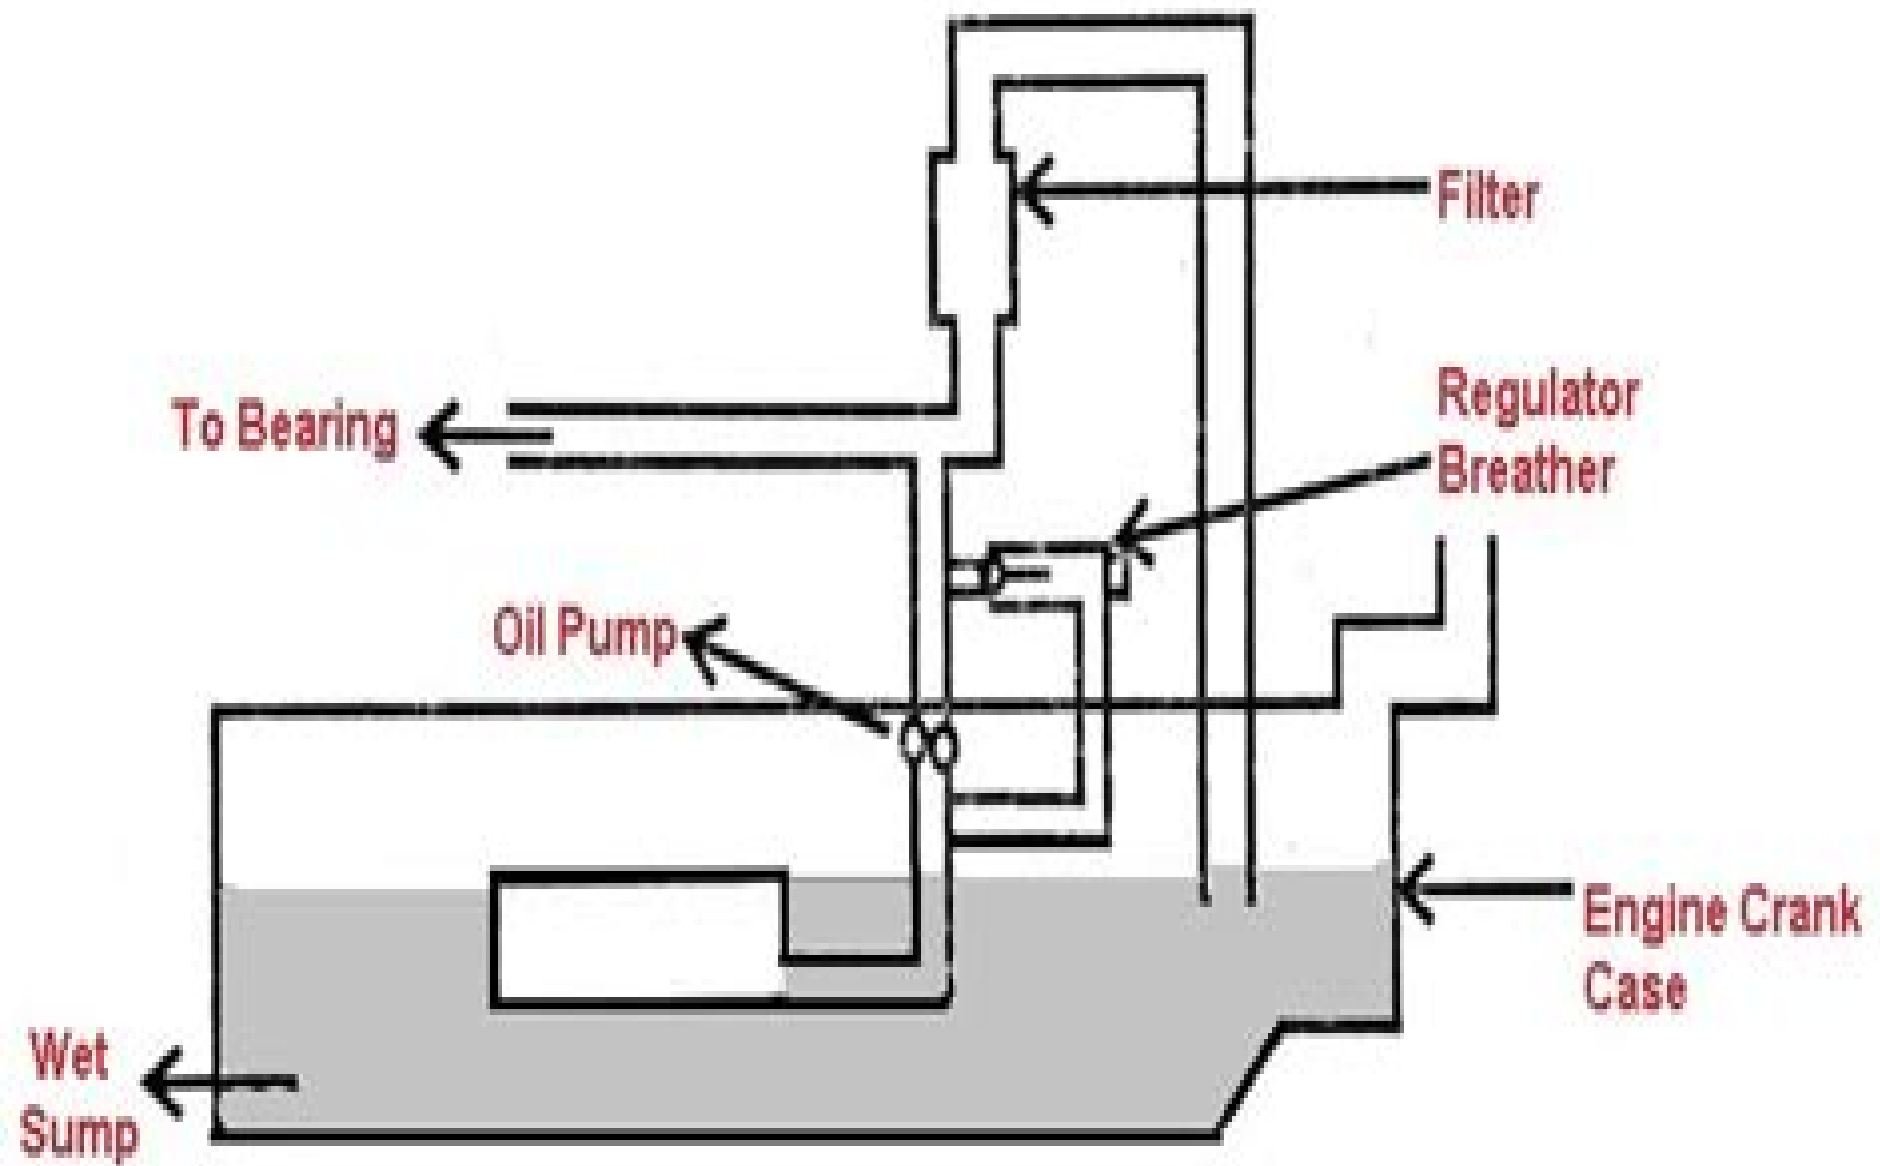 Filter
To Bearing
Regulator
Breather
Oil Pump
Engine Crank
Case
Wet
Sump